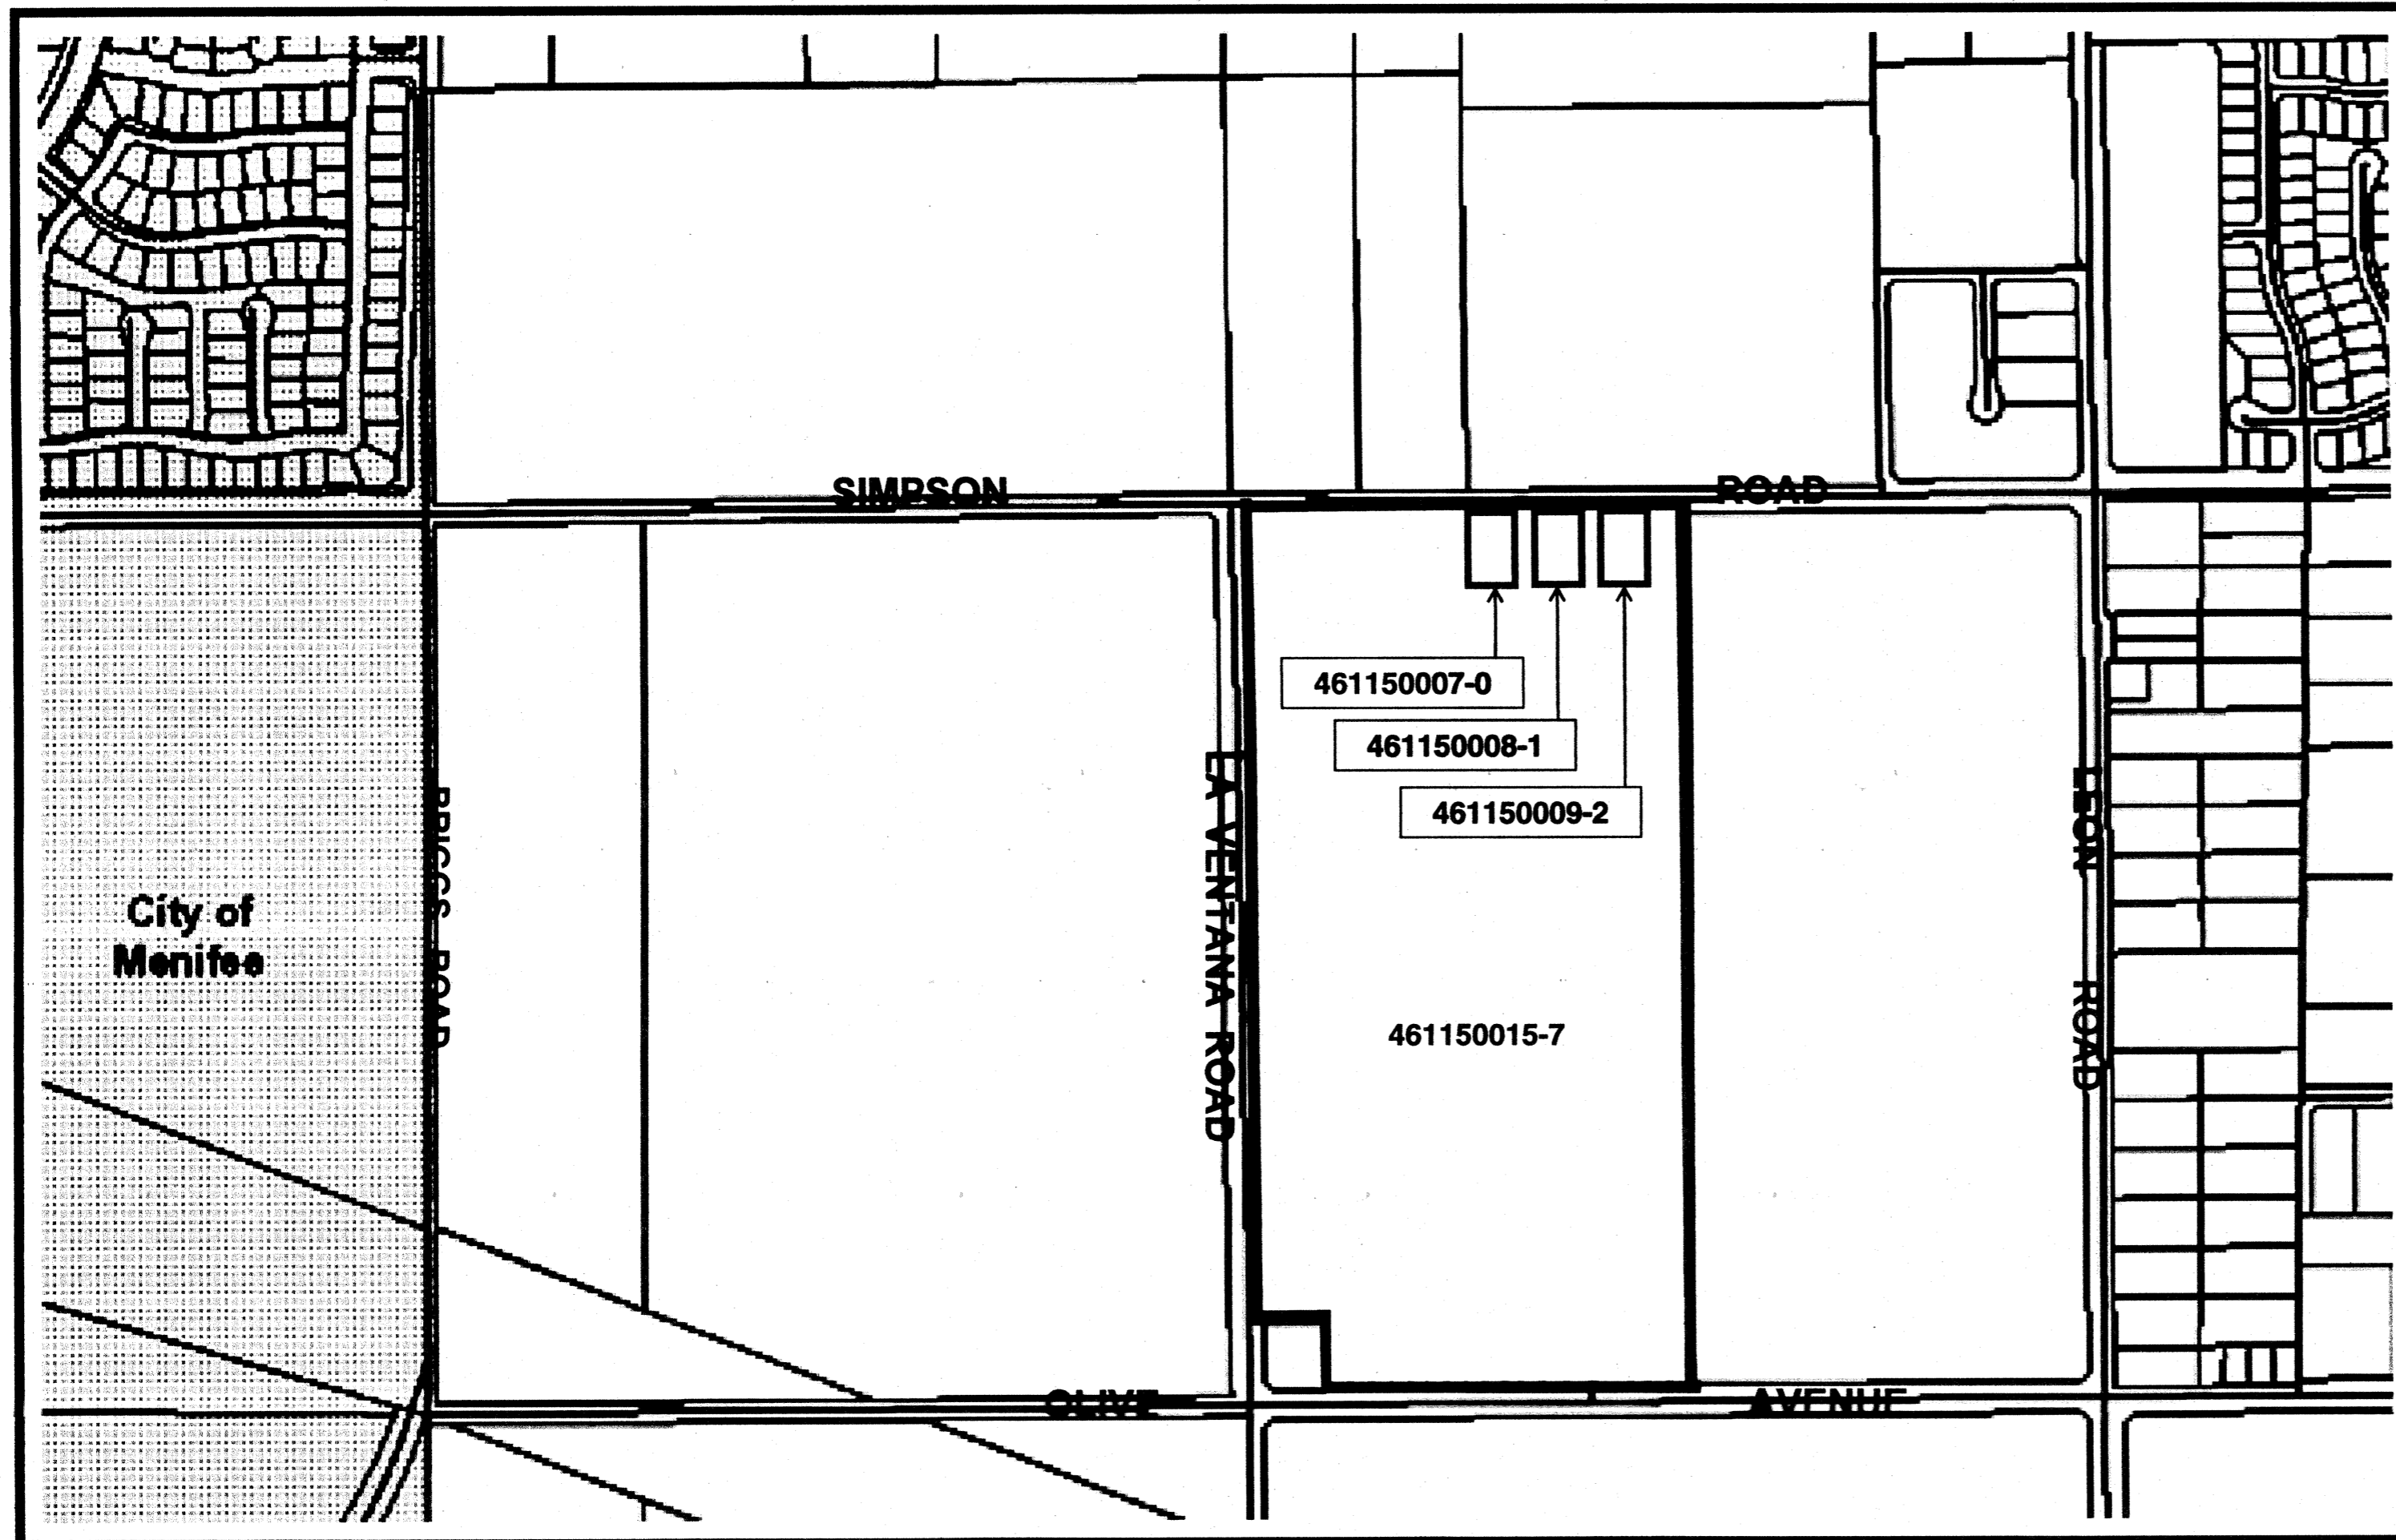 SIMPSON ROAD
461150007-0
461150008-1
461150009-2
City of
Menifee
BRIGGS ROAD
LA VENTANA ROAD
461150015-7
LEON ROAD
OLIVE AVENUE